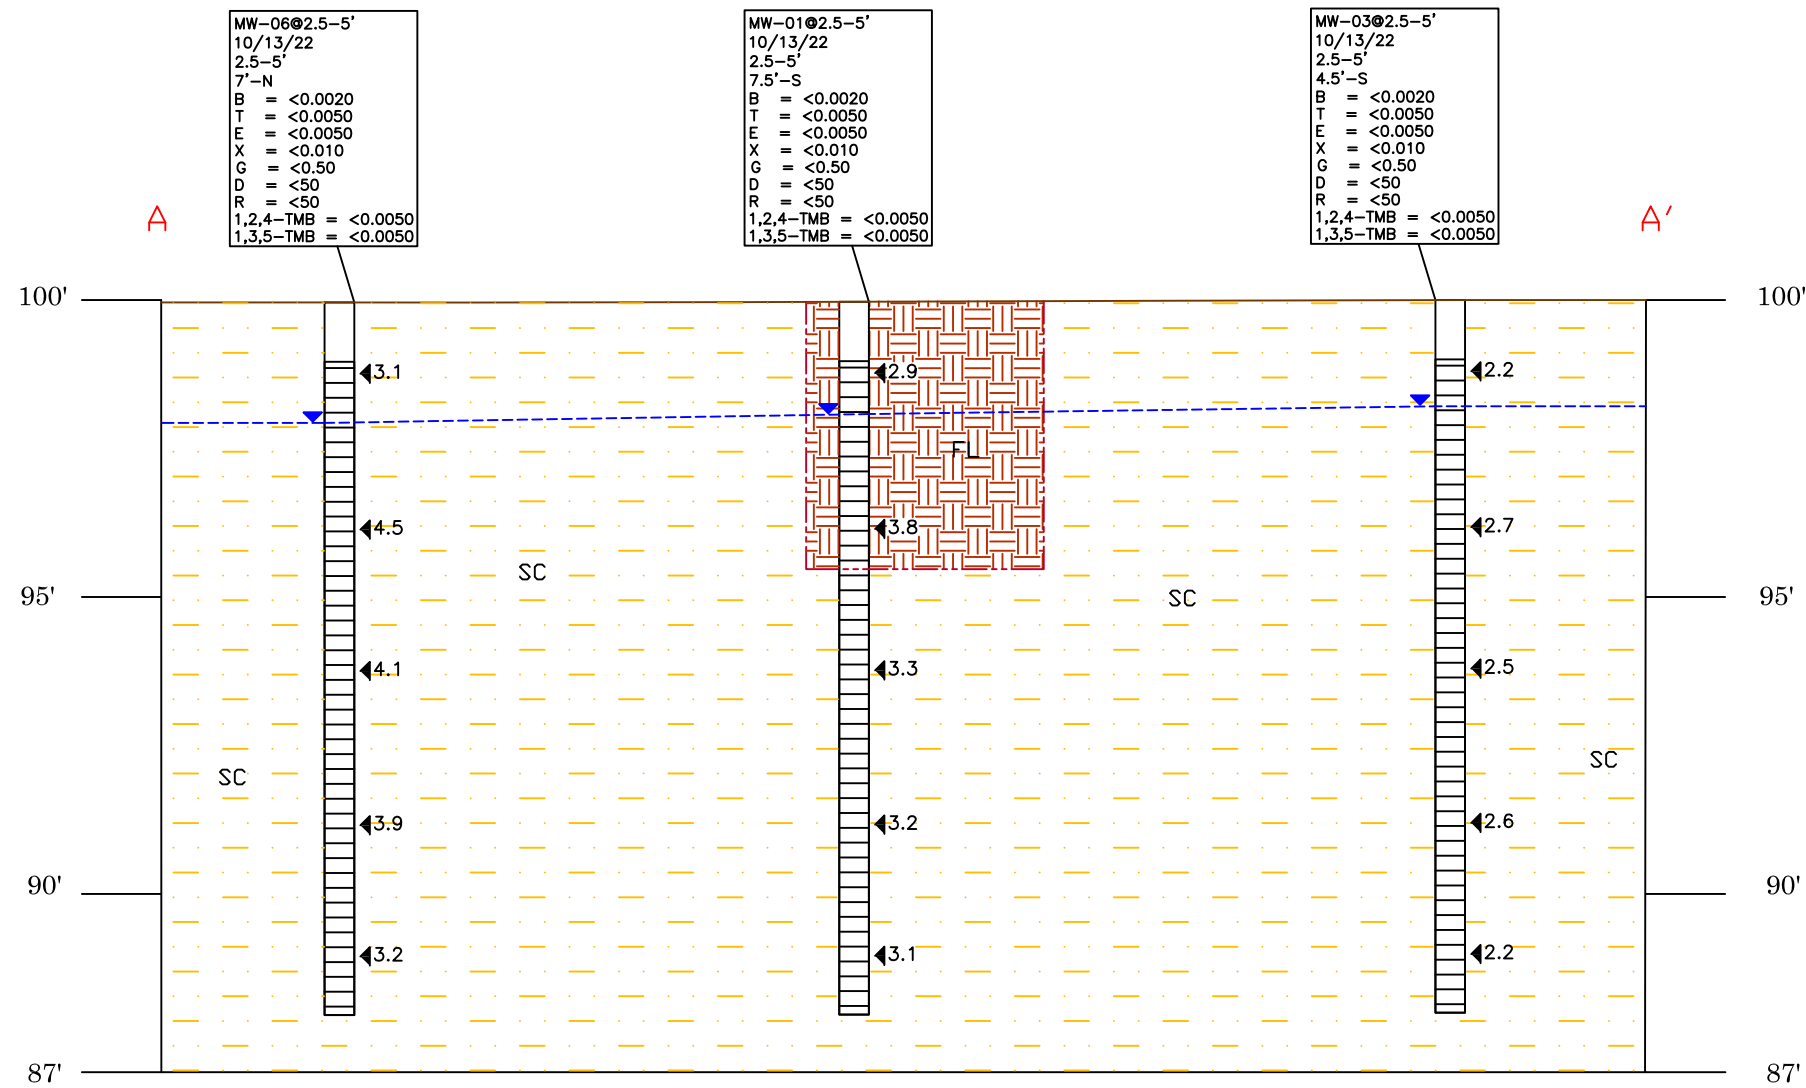 MW-06@2.5-5'
10/13/22
2.5-5'
7'-N
B = <0.0020
T = <0.0050
E = <0.0050
X = <0.010
G = <0.50
D = <50
R = <50
1,2,4-TMB = <0.0050
1,3,5-TMB = <0.0050
MW-01@2.5-5'
10/13/22
2.5-5'
7.5'-S
B = <0.0020
T = <0.0050
E = <0.0050
X = <0.010
G = <0.50
D = <50
R = <50
1,2,4-TMB = <0.0050
1,3,5-TMB = <0.0050
MW-03@2.5-5'
10/13/22
2.5-5'
4.5'-S
B = <0.0020
T = <0.0050
E = <0.0050
X = <0.010
G = <0.50
D = <50
R = <50
1,2,4-TMB = <0.0050
1,3,5-TMB = <0.0050
A
A'
100'
100'
3.1
2.9
2.2
FL
4.5
3.8
2.7
SC
95'
SC
95'
4.1
3.3
2.5
SC
SC
3.9
3.2
2.6
90'
90'
3.2
3.1
2.2
87'
87'